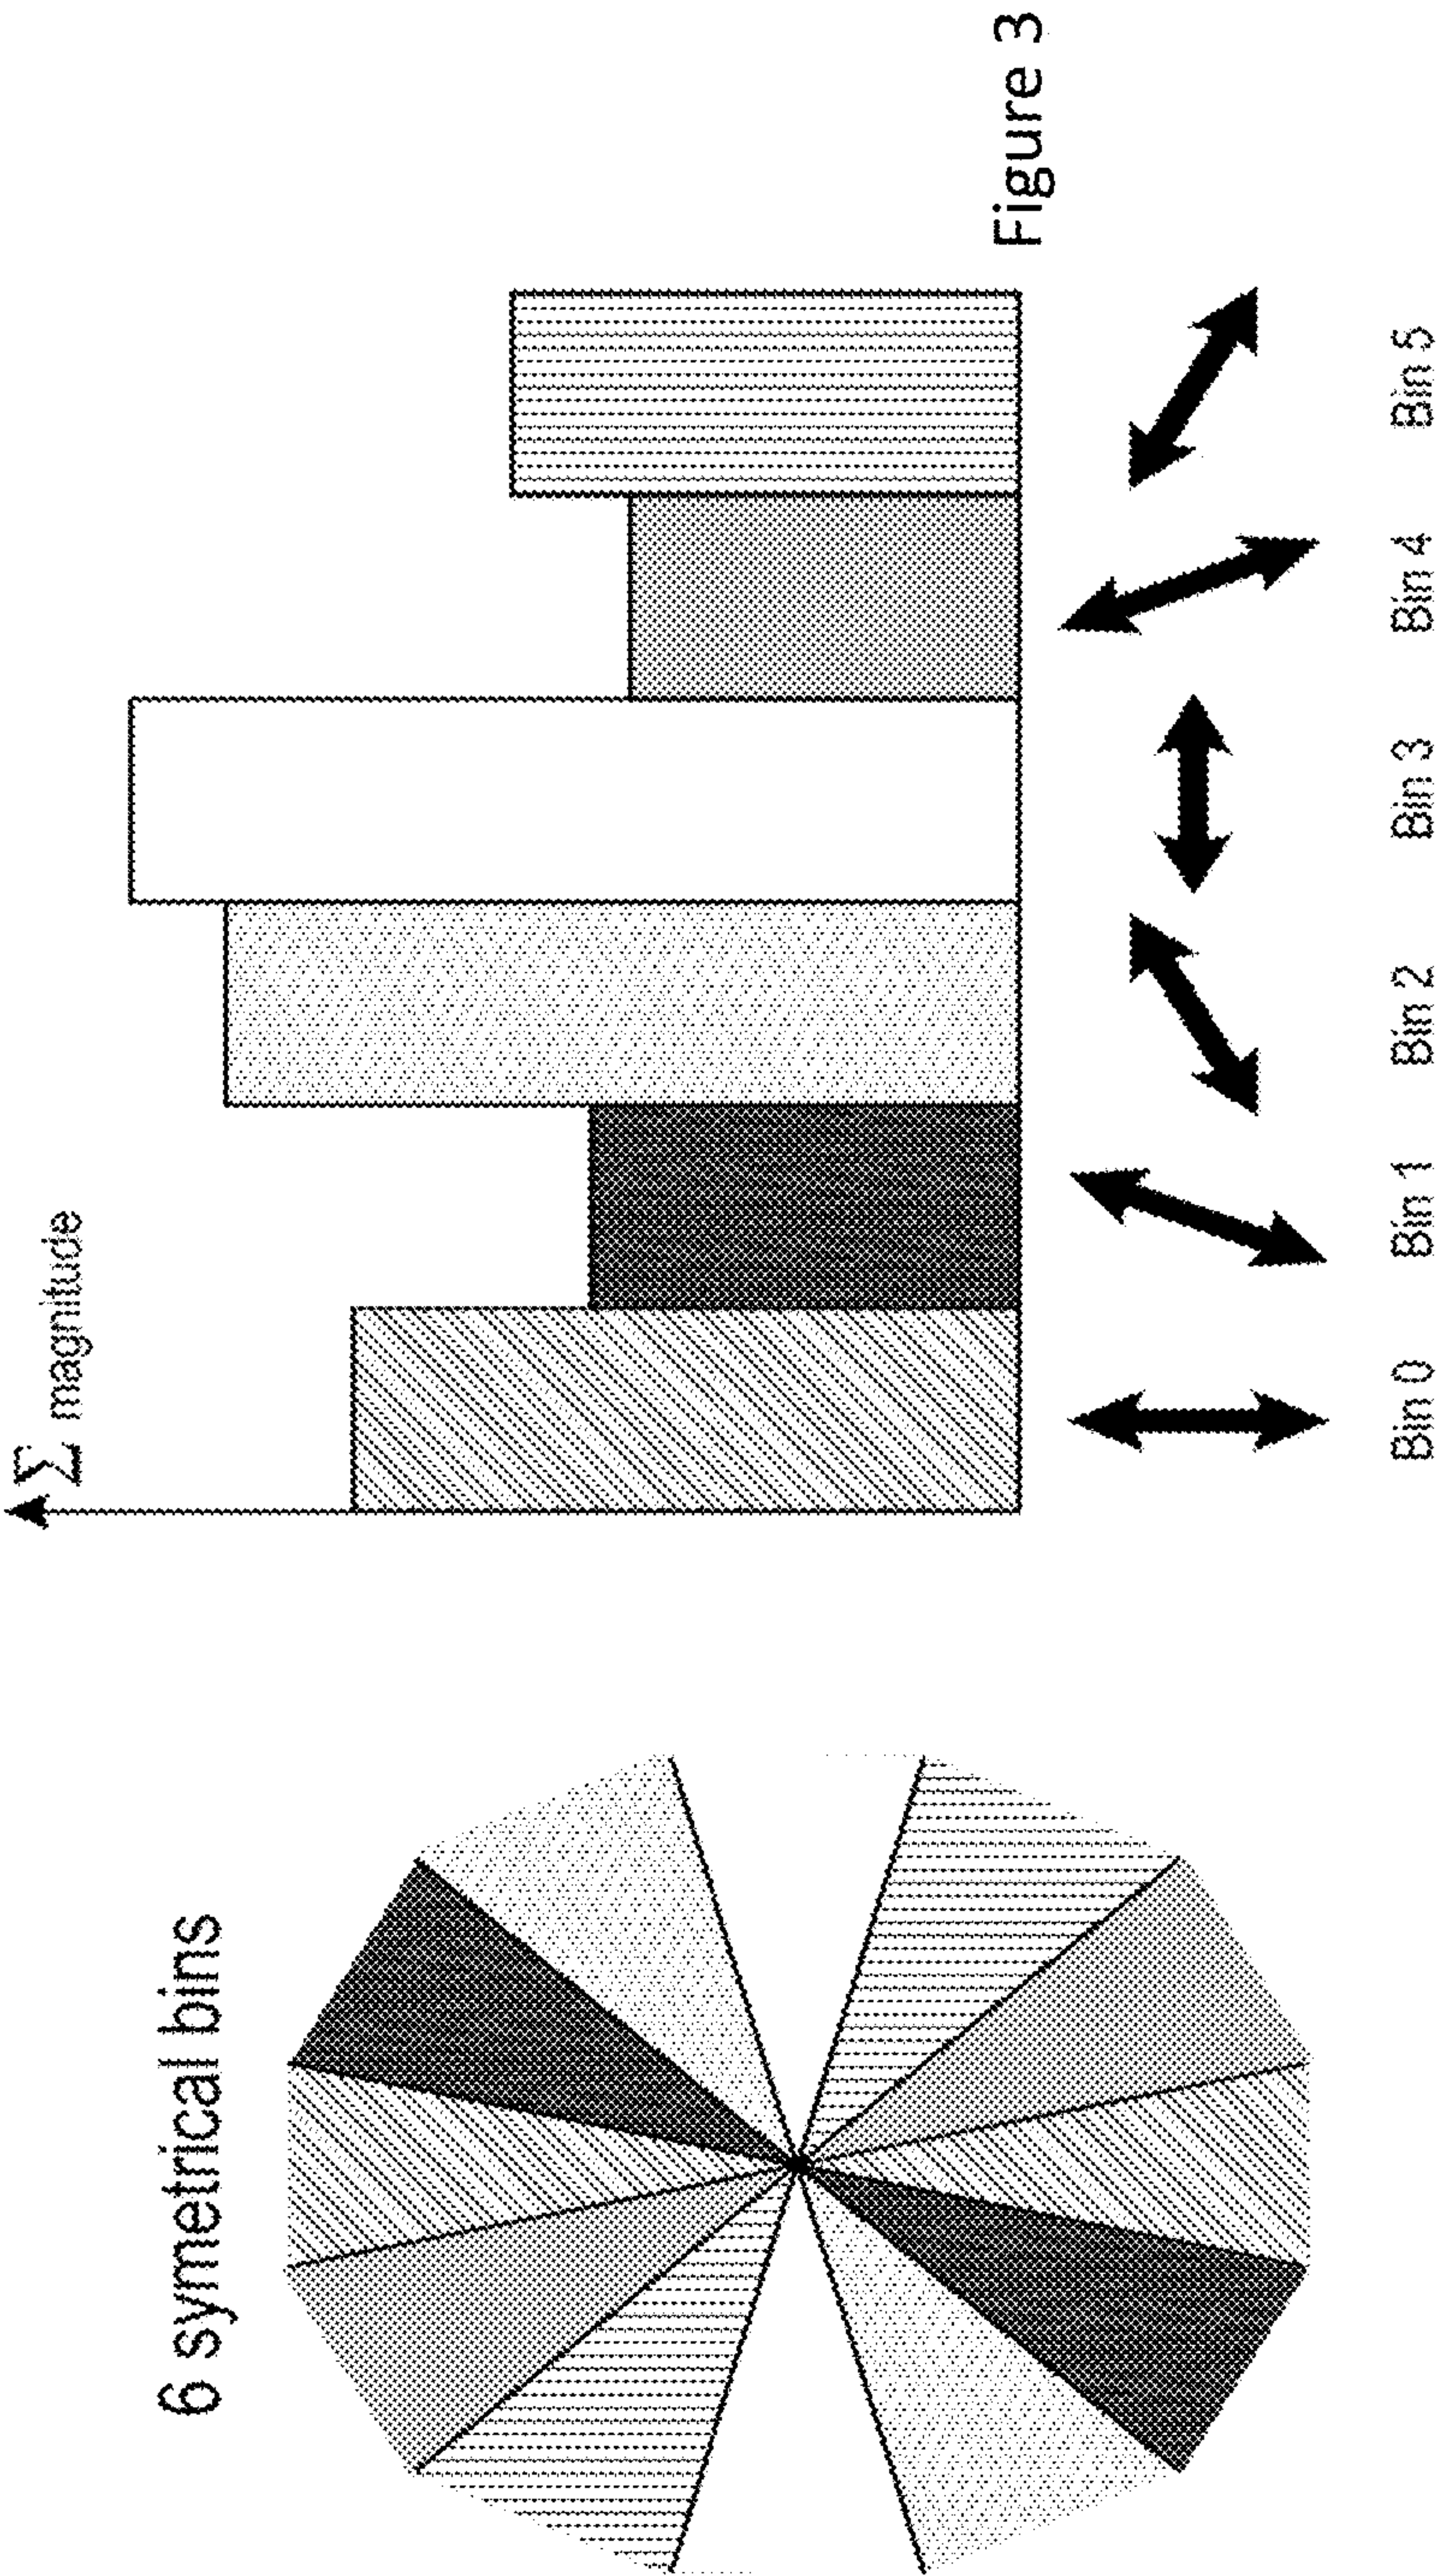 6 symetrical bins
∑ magnitude
Bin 0
Bin 1
Bin 2
Bin 3
Bin 4
Bin 5
Figure 3